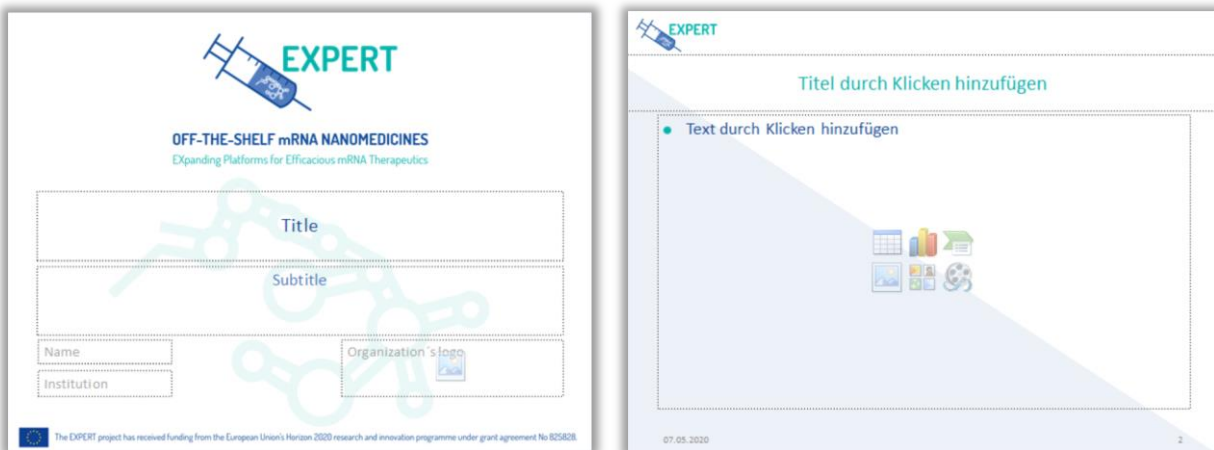 EXPERT
OFF-THE-SHELF mRNA NANOMEDICINES
EXpanding Platforms for Efficacious mRNA Therapeutics
Title
Subtitle
Name
Organization´s logo
Institution
The EXPERT project has received funding from the European Union's Horizon 2020 research and innovation programme under grant agreement No 825828.
EXPERT
Titel durch Klicken hinzufügen
• Text durch Klicken hinzufügen
07.05.2020
2